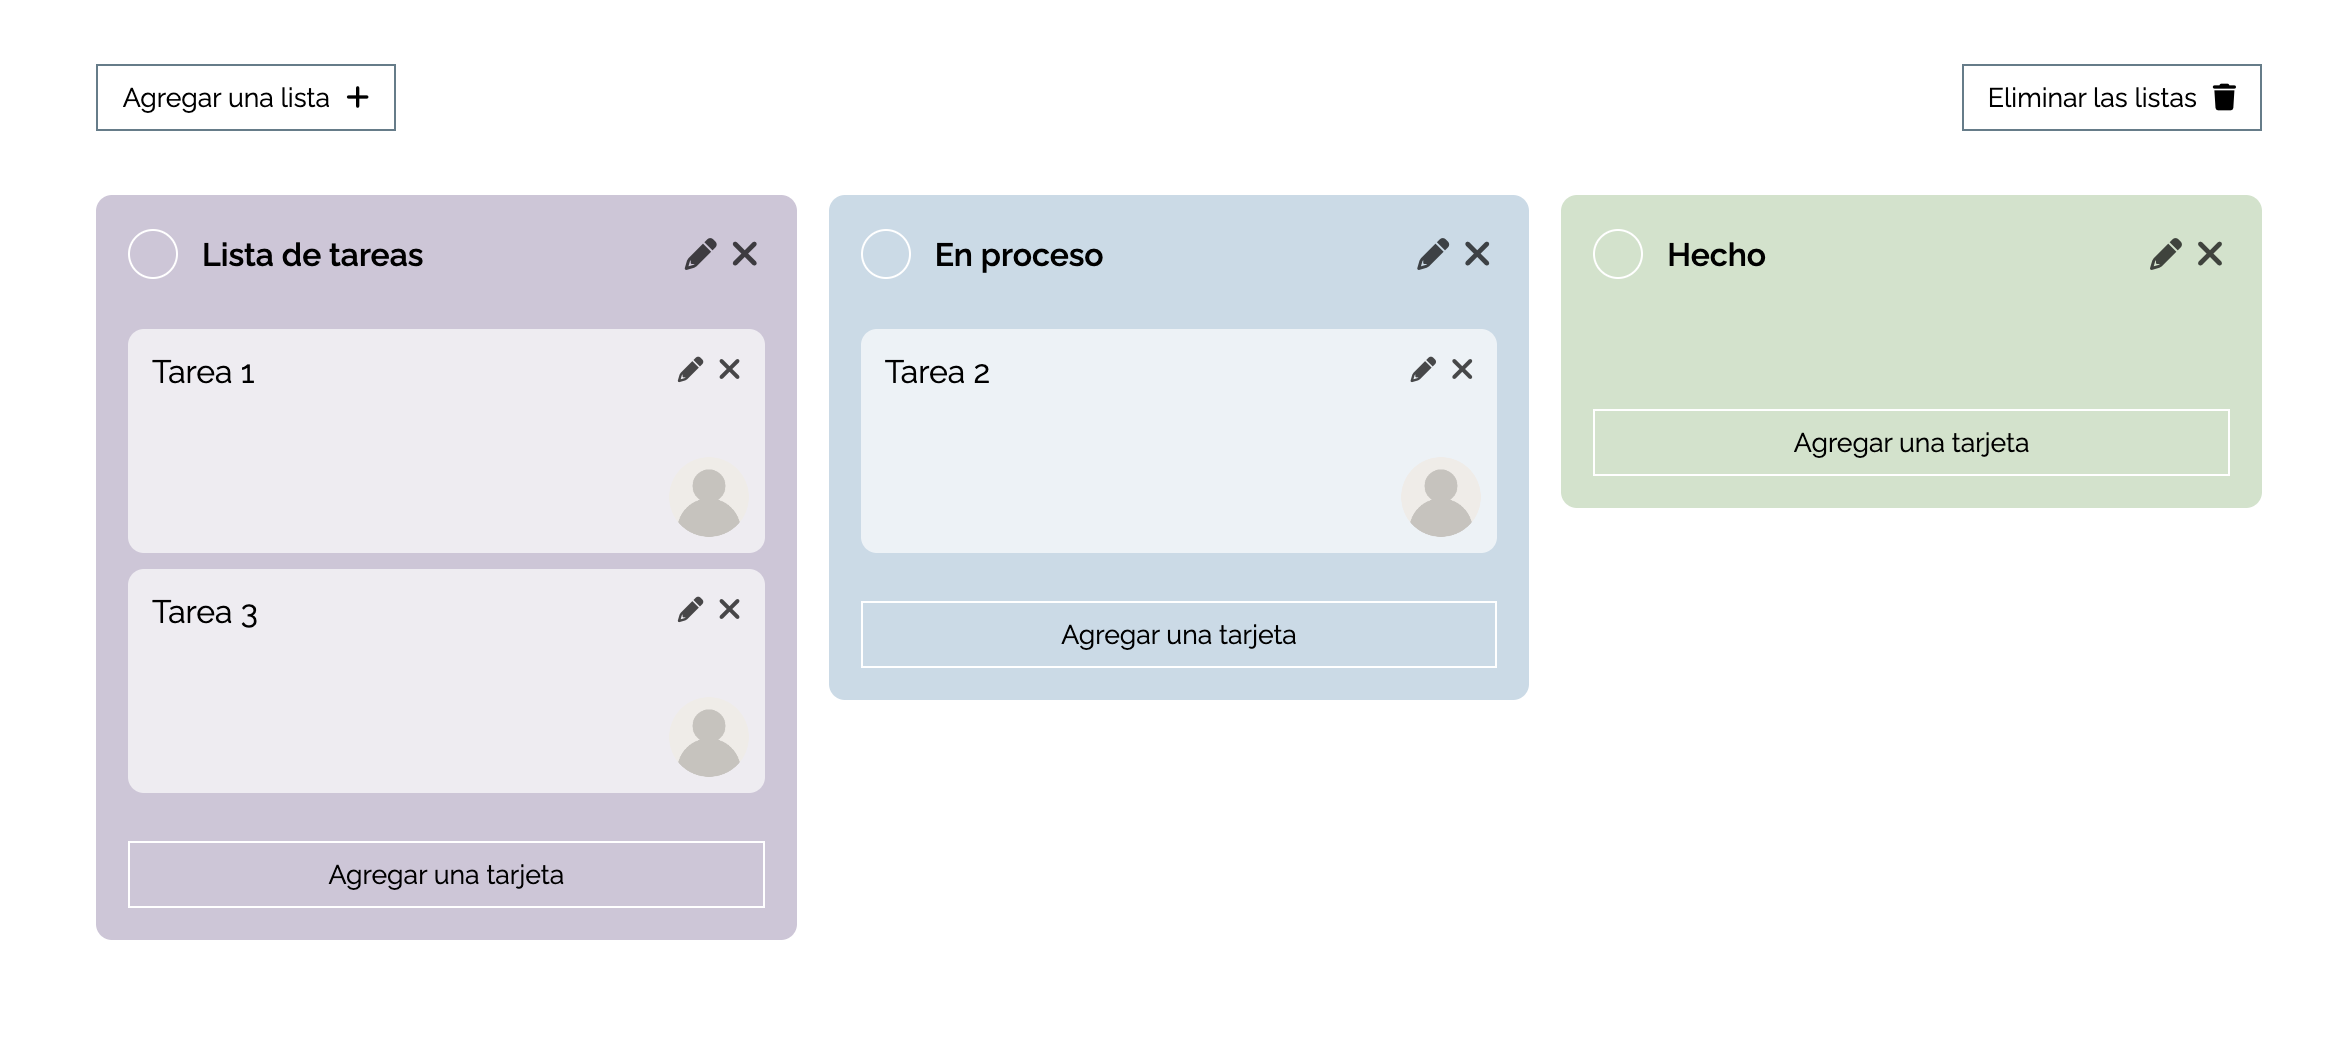 Agregar una lista
Eliminar las listas
Lista de tareas
Tarea 1
Tarea 3
Agregar una tarjeta
En proceso
Tarea 2
Agregar una tarjeta
Hecho
Agregar una tarjeta